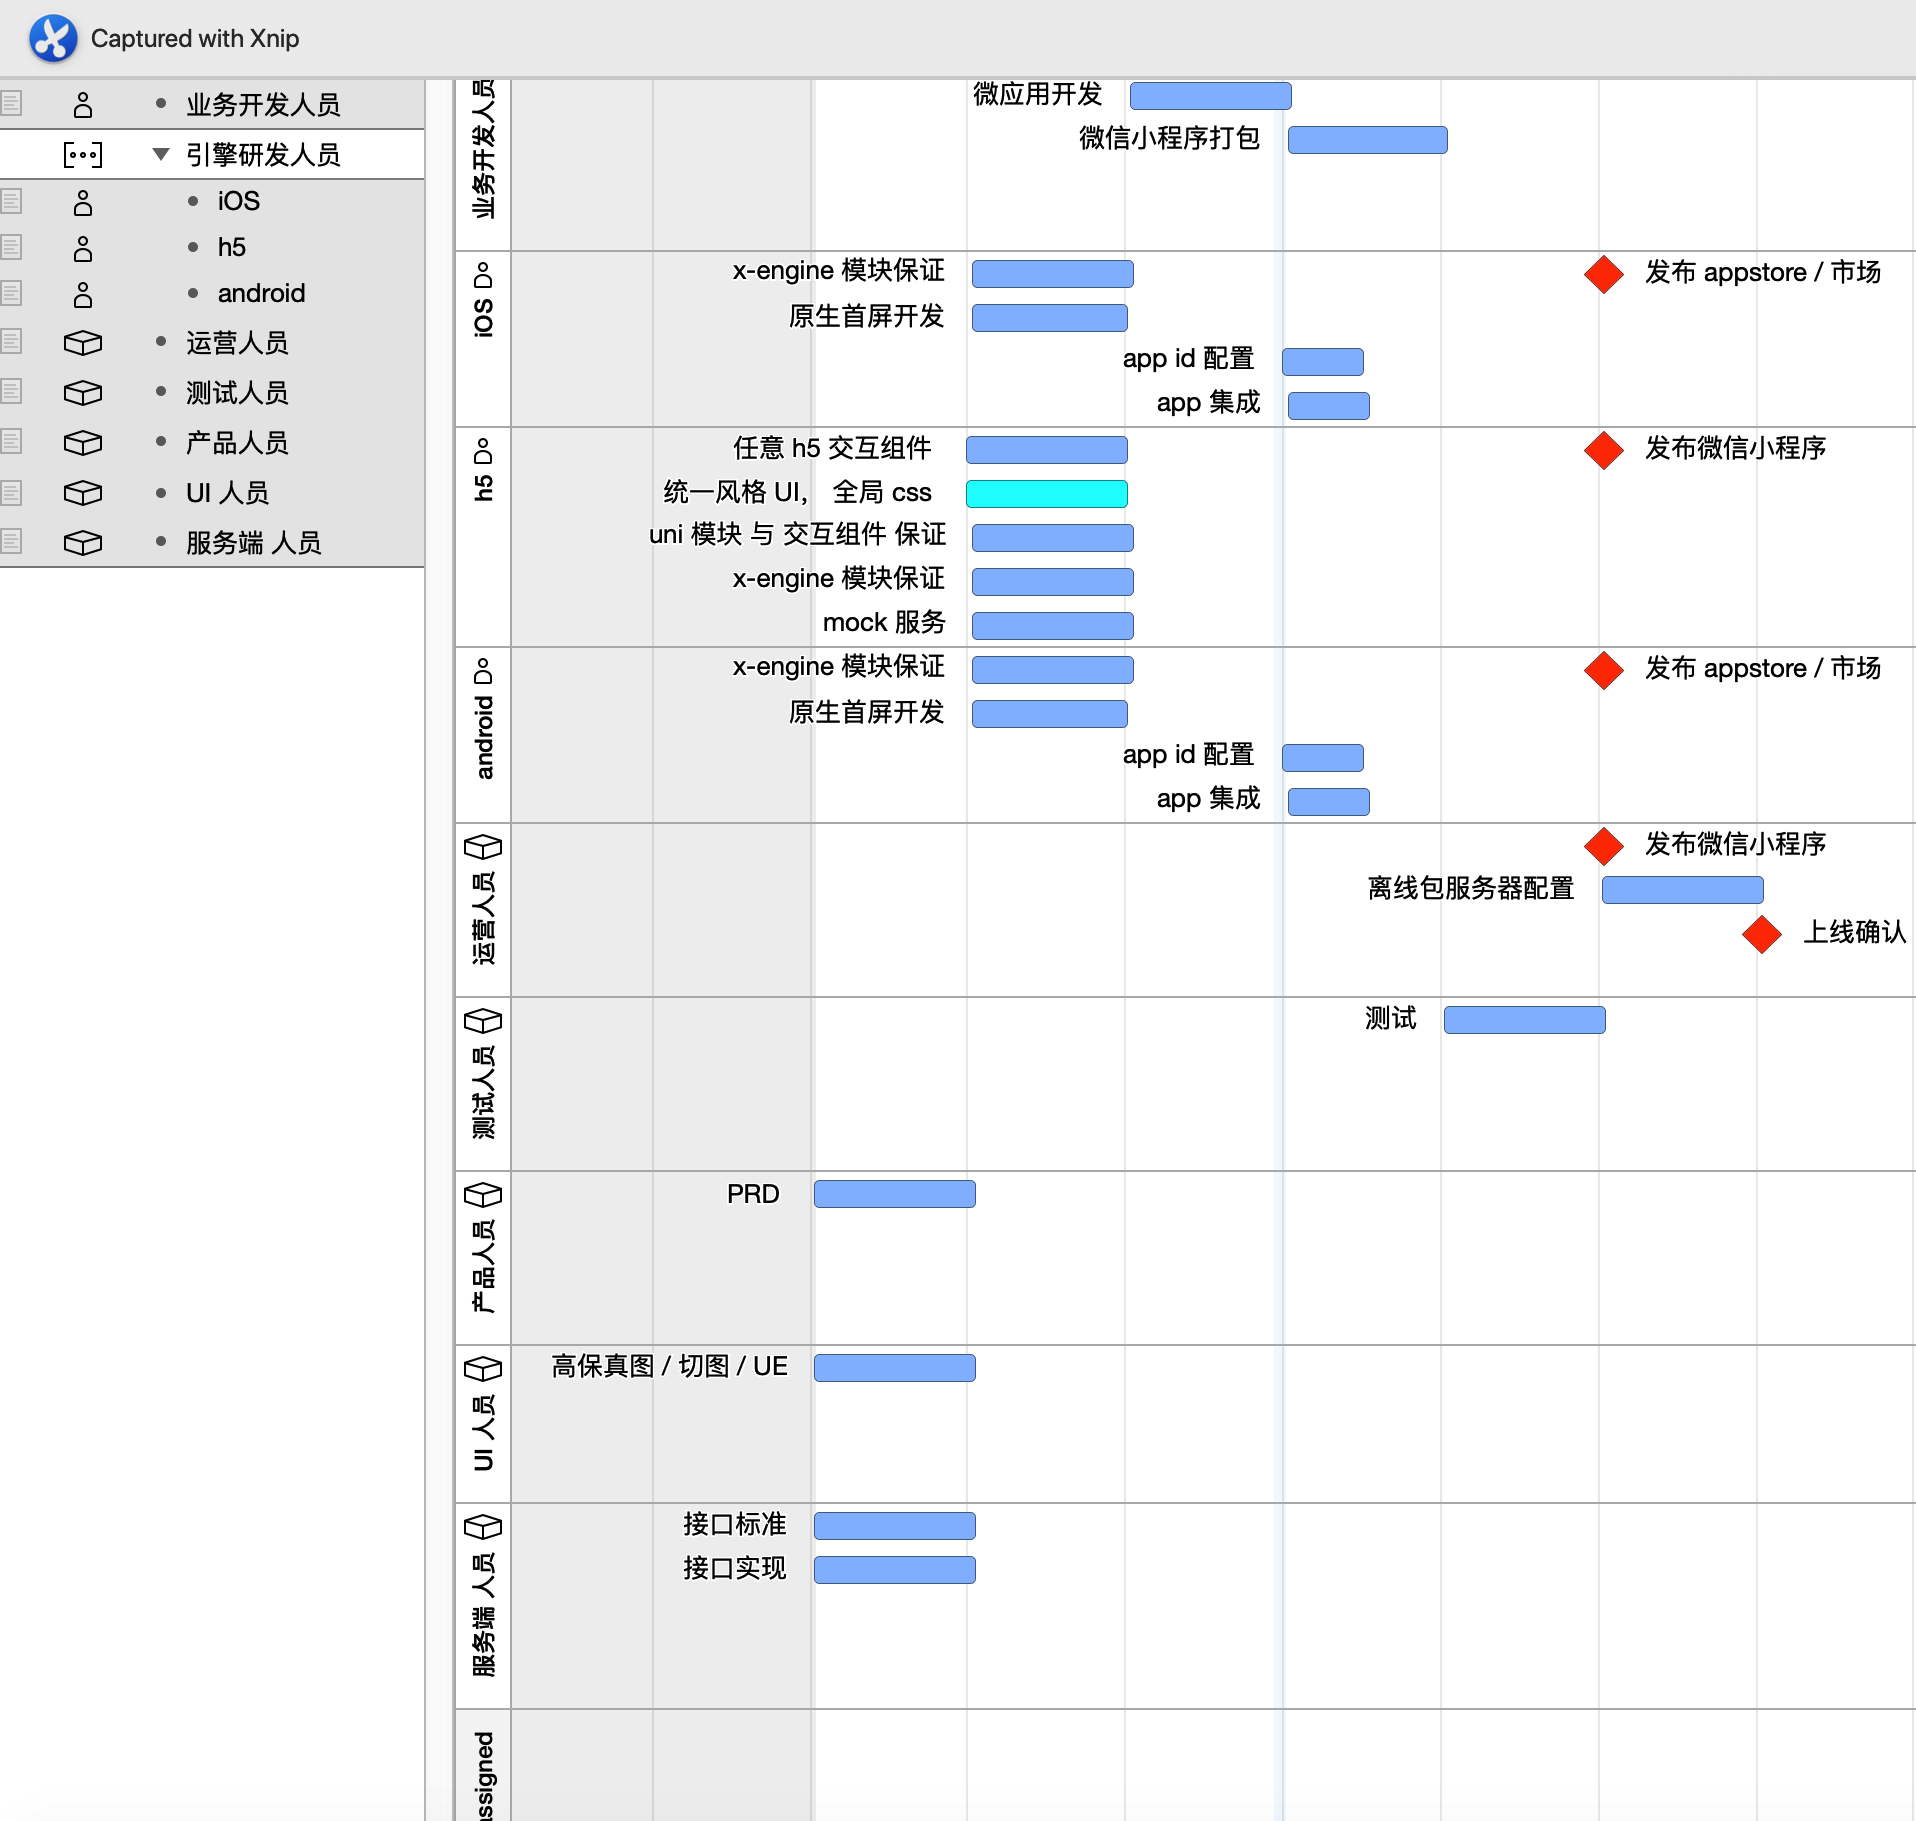 Captured with Xnip
业务开发人员
引擎研发人员
iOS
h5
android
运营人员
测试人员
产品人员
UI 人员
服务端 人员
业务开发人员
微应用开发
微信小程序打包
iOS
x-engine 模块保证
发布 appstore / 市场
原生首屏开发
app id 配置
app 集成
h5
任意 h5 交互组件
发布微信小程序
统一风格 UI， 全局 css
uni 模块 与 交互组件 保证
x-engine 模块保证
mock 服务
android
x-engine 模块保证
发布 appstore / 市场
原生首屏开发
app id 配置
app 集成
运营人员
发布微信小程序
离线包服务器配置
上线确认
测试人员
测试
产品人员
PRD
UI 人员
高保真图 / 切图 / UE
服务端 人员
接口标准
接口实现